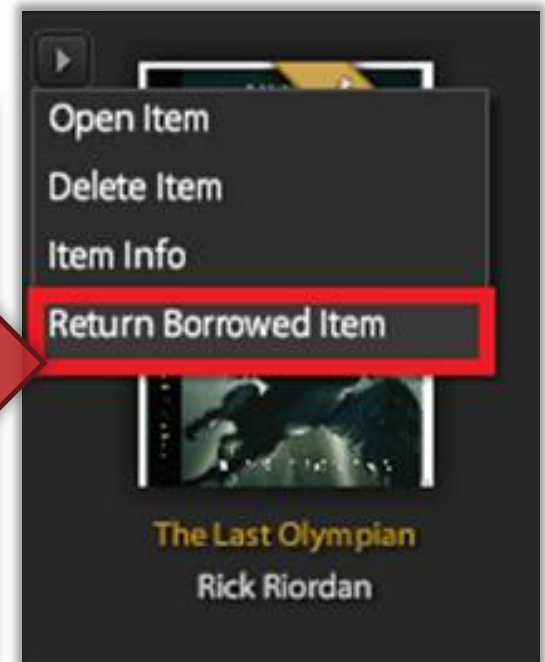 Open Item
Delete Item
Item Info
Return Borrowed Item
The Last Olympian
Rick Riordan